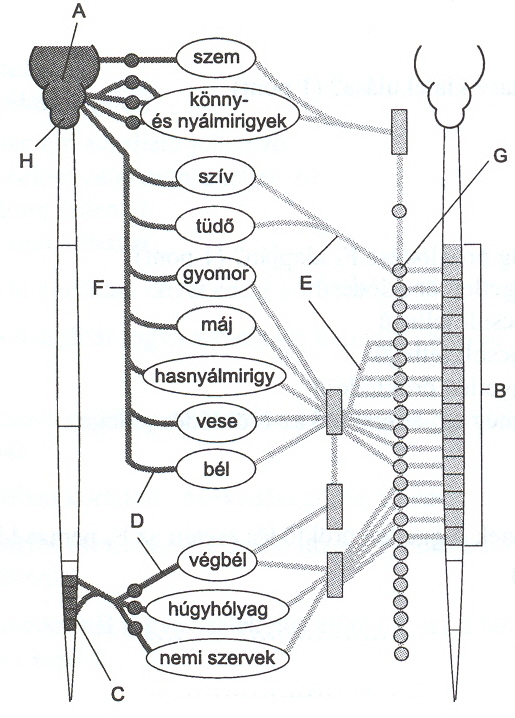 A
szem
könny-
és nyálmirigyek
H
G
szív
tüdő
E
F
gyomor
máj
B
hasnyálmirigy
vese
bél
D
végbél
húgyhólyag
nemi szervek
C